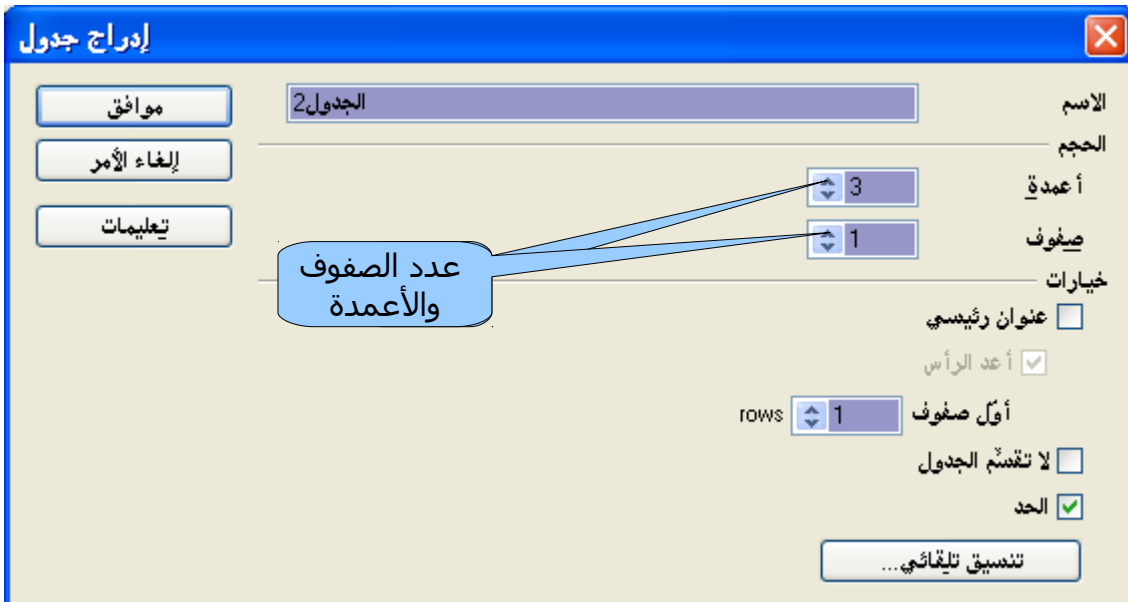 إدراج جدول
الاسم الجدول2
موافق
الحجم
إلغاء الأمر
أعمدة 3
تعليمات
صفوف 1
عدد الصفوف
والأعمدة
خيارات
عنوان رئيسي
أعد الرأس
أوّل صفوف 1 rows
لا تقسّم الجدول
الحد
تنسيق تلقائي...